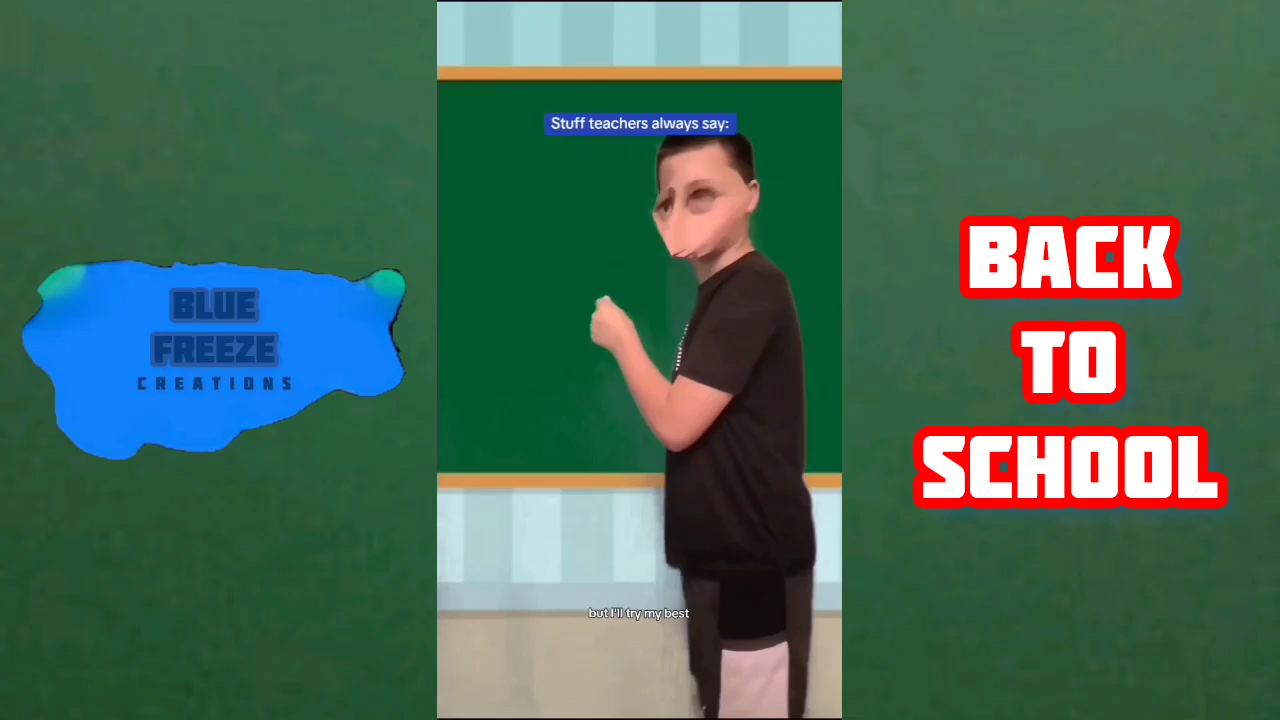 Stuff teachers always say:
BLUE
FREEZE
CREATIONS
BACK
TO
SCHOOL
but I'll try my best